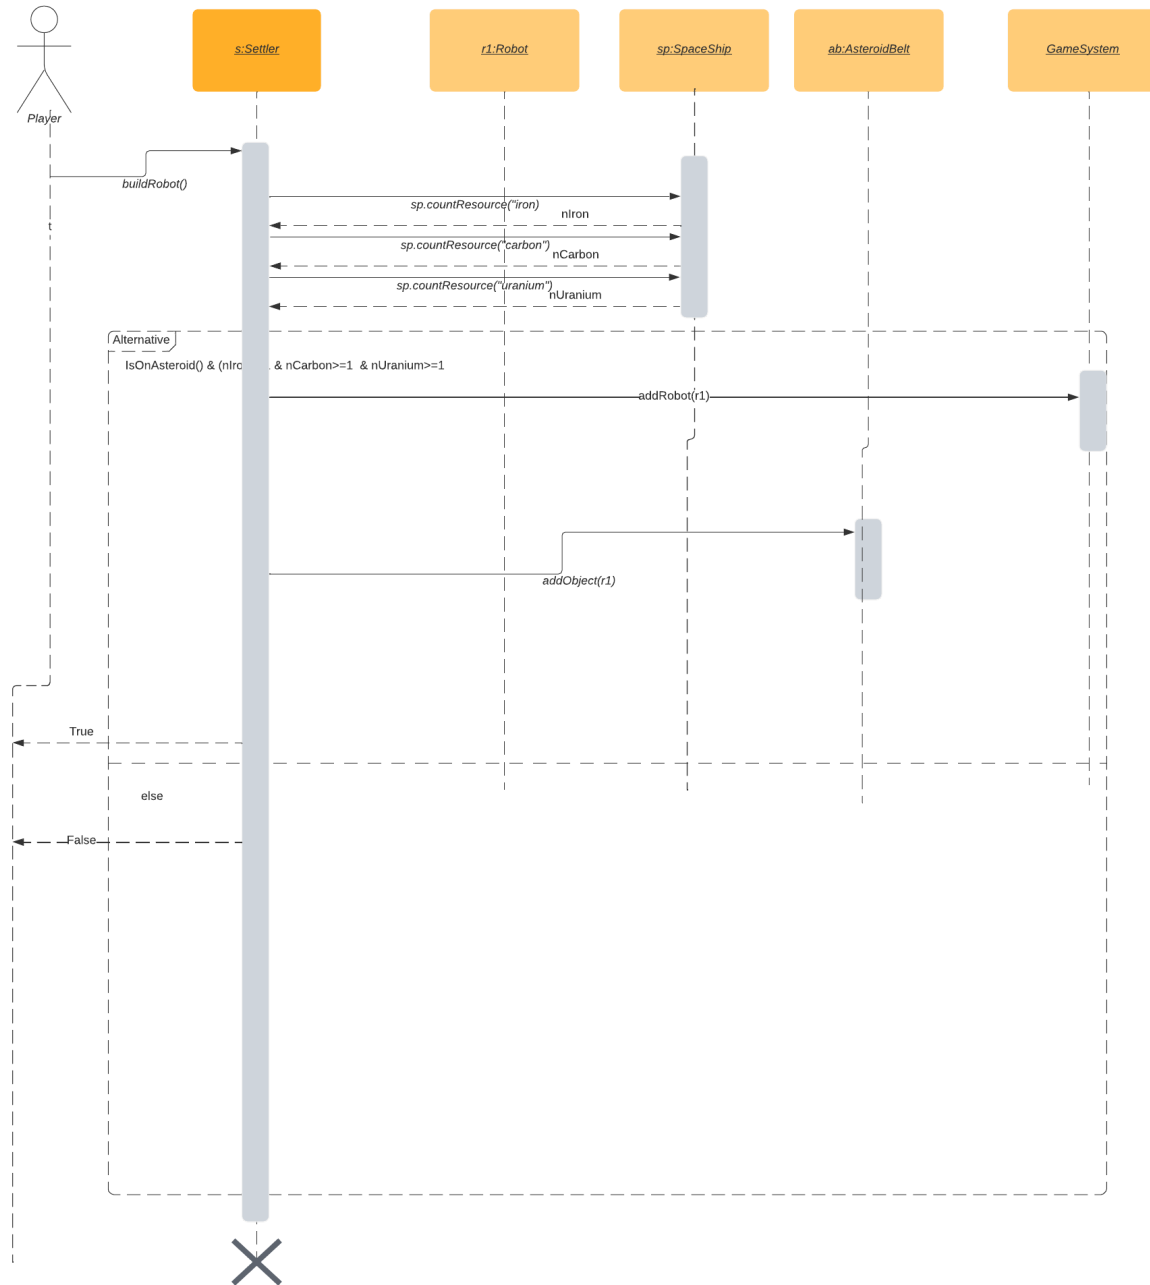 s:Settler
r1:Robot
sp:SpaceShip
ab:AsteroidBelt
GameSystem
Player
buildRobot()
sp.countResource("iron)
nIron
t
sp.countResource("carbon")
nCarbon
sp.countResource("uranium")
nUranium
Alternative
IsOnAsteroid() & & nCarbon>=1 & nUranium>=1
addRobot(r1)
addObject(r1)
True
else
False